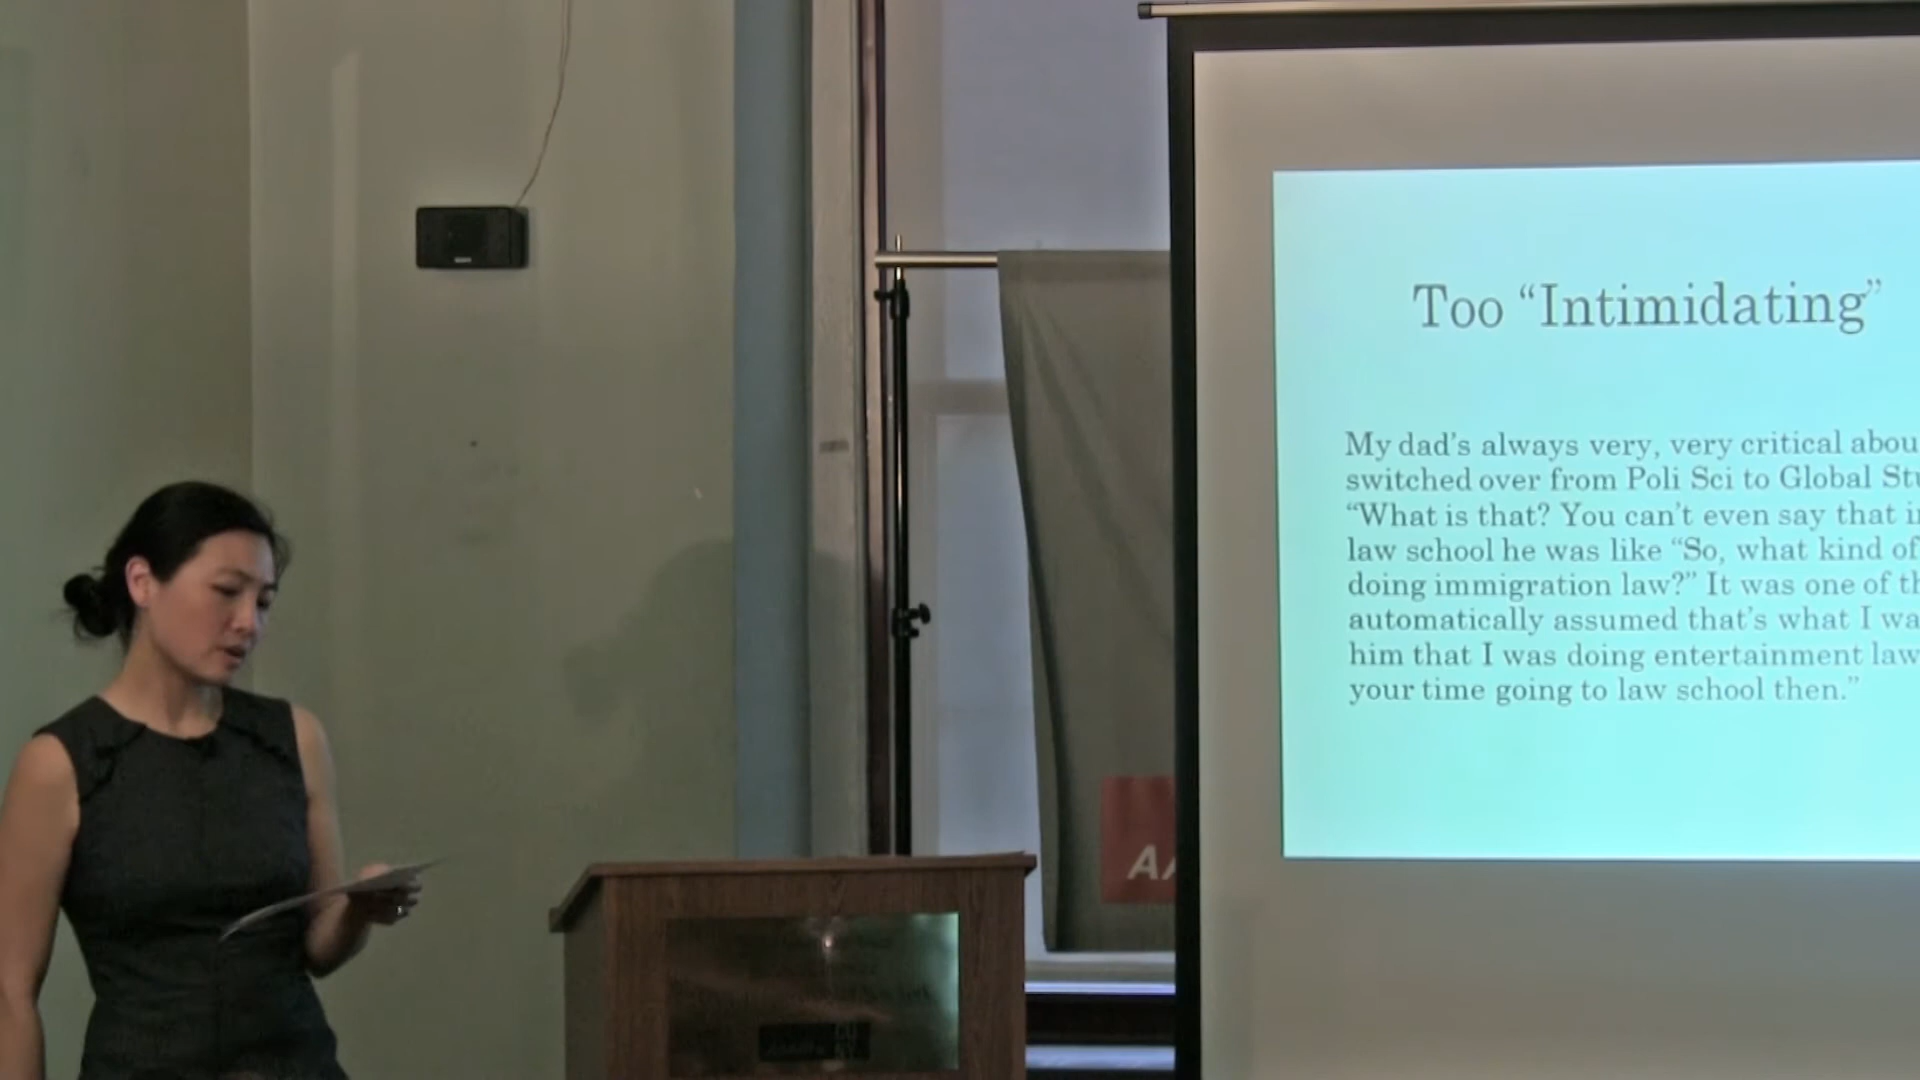 Too “Intimidating”
My dad’s always very, very critical abou
switched over from Poli Sci to Global Stu
“What is that? You can’t even say that i
law school he was like “So, what kind of
doing immigration law?” It was one of th
automatically assumed that’s what I wa
him that I was doing entertainment law
your time going to law school then.”
AA